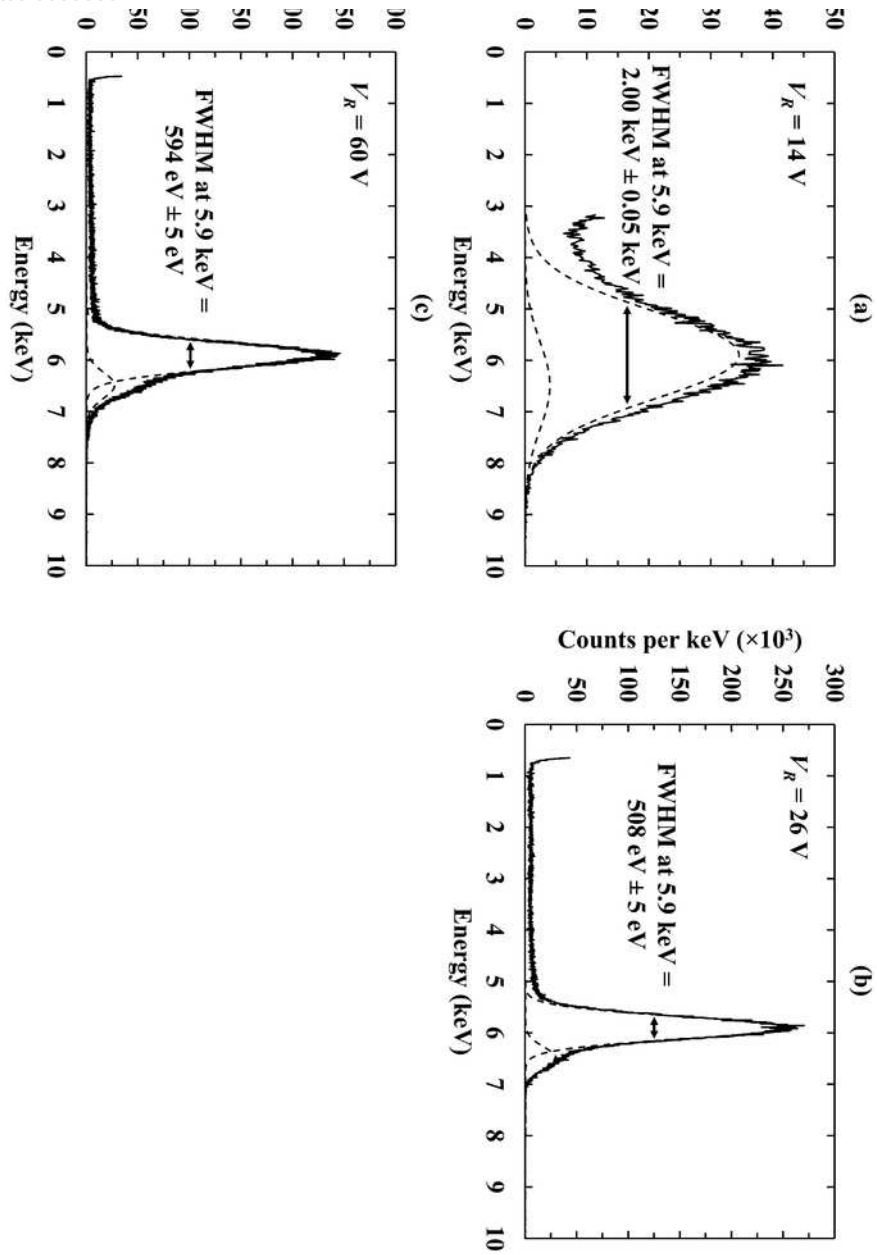 (a)
50
40
30
20
10
0
V_R = 14 V
FWHM at 5.9 keV =
2.00 keV ± 0.05 keV
0 1 2 3 4 5 6 7 8 9 10
Energy (keV)
(b)
Counts per keV (×10³)
300
250
200
150
100
50
0
V_R = 26 V
FWHM at 5.9 keV =
508 eV ± 5 eV
0 1 2 3 4 5 6 7 8 9 10
Energy (keV)
(c)
V_R = 60 V
FWHM at 5.9 keV =
594 eV ± 5 eV
0 1 2 3 4 5 6 7 8 9 10
Energy (keV)